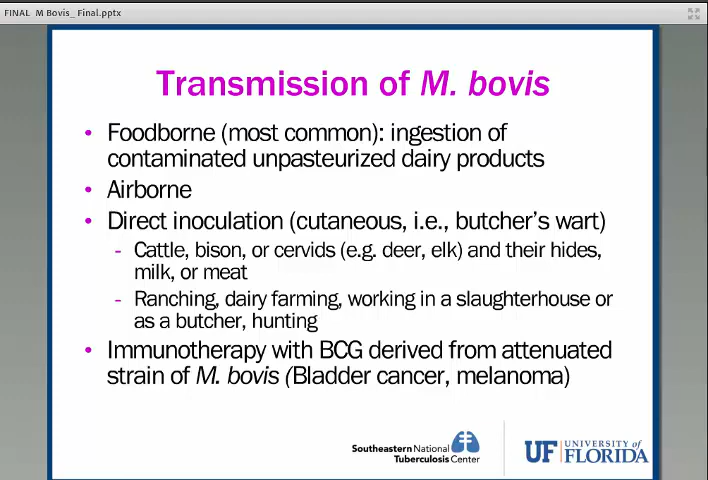 FINAL M Bovis_ Final.pptx
Transmission of M. bovis
• Foodborne (most common): ingestion of
contaminated unpasteurized dairy products
• Airborne
• Direct inoculation (cutaneous, i.e., butcher's wart)
- Cattle, bison, or cervids (e.g. deer, elk) and their hides,
milk, or meat
- Ranching, dairy farming, working in a slaughterhouse or
as a butcher, hunting
• Immunotherapy with BCG derived from attenuated
strain of M. bovis (Bladder cancer, melanoma)
Southeastern National
Tuberculosis Center
UF UNIVERSITY of
FLORIDA